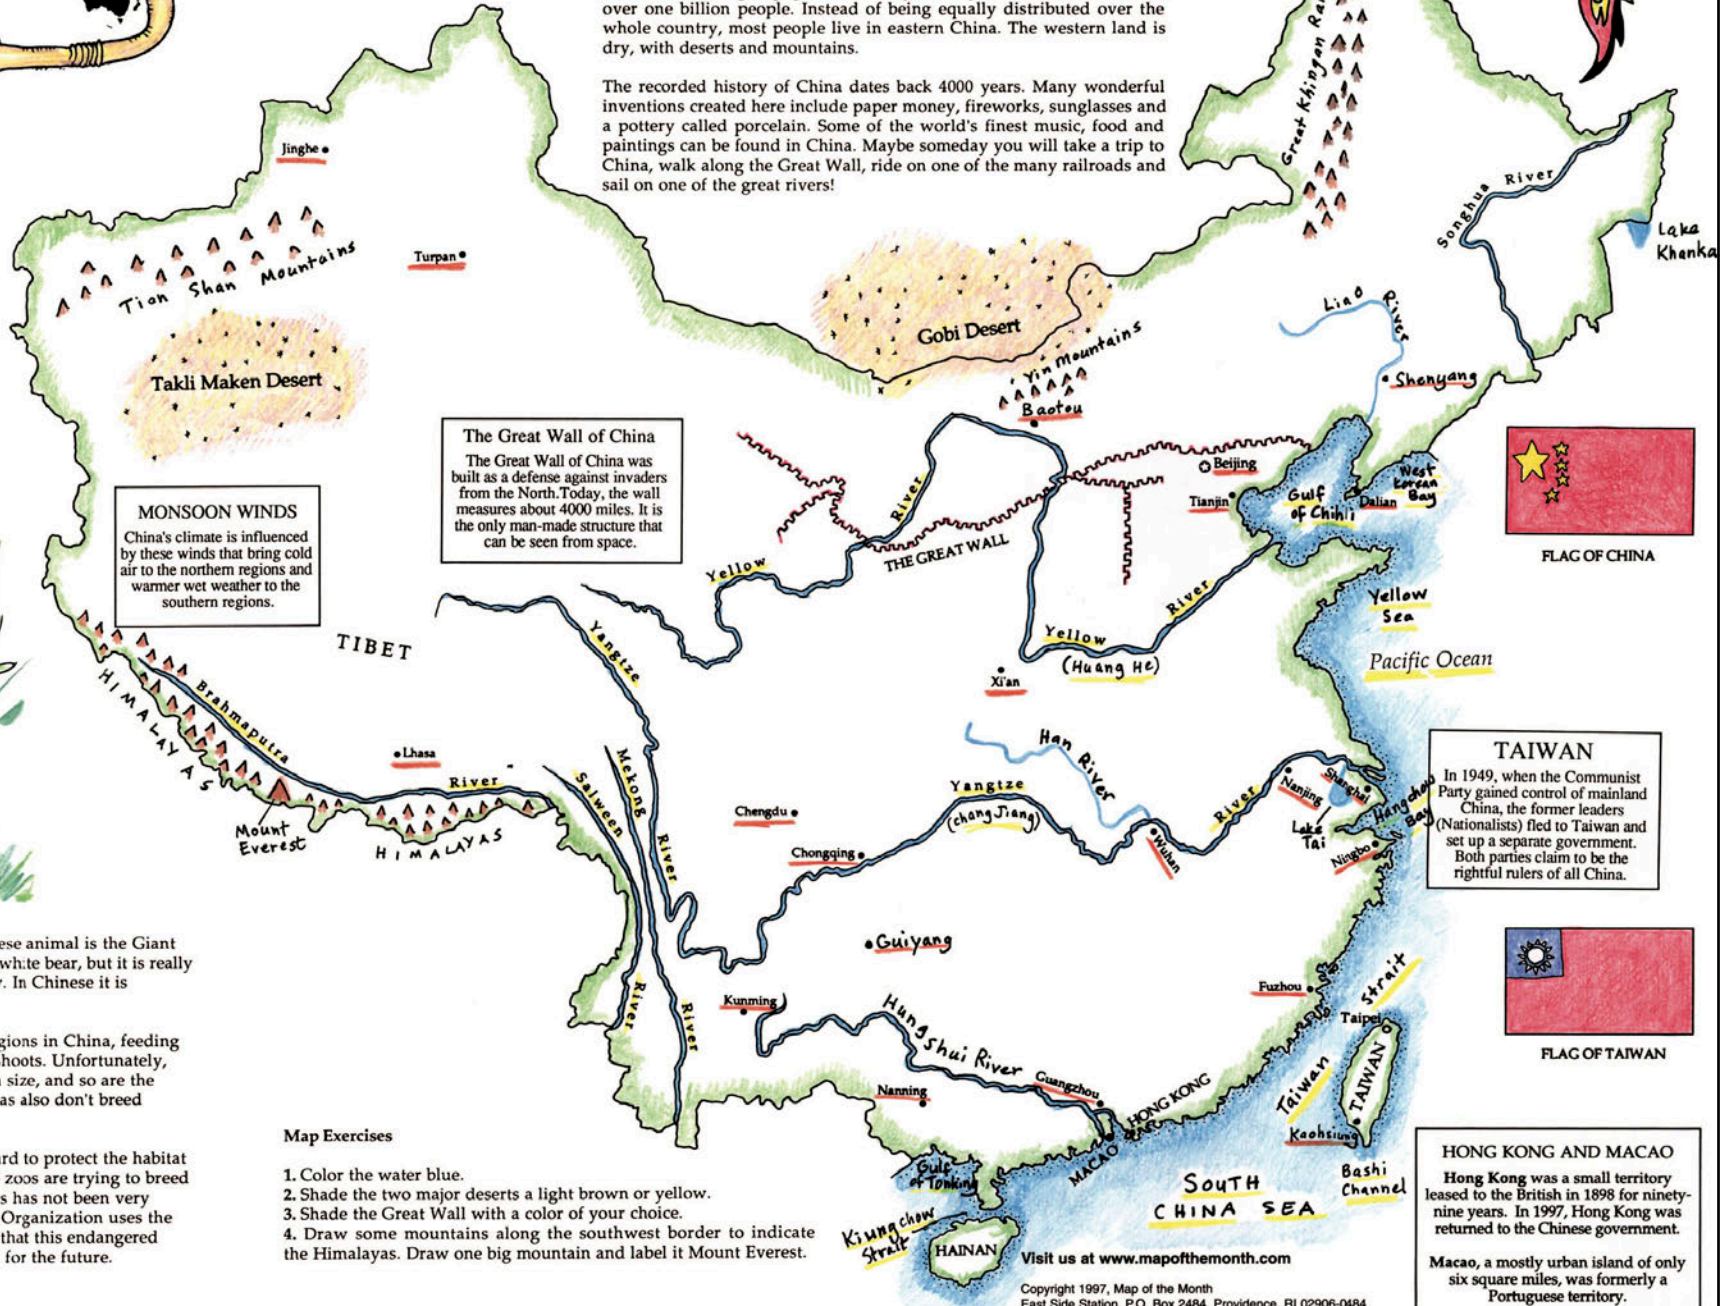 over one billion people. Instead of being equally distributed over the
whole country, most people live in eastern China. The western land is
dry, with deserts and mountains.
The recorded history of China dates back 4000 years. Many wonderful
inventions created here include paper money, fireworks, sunglasses and
a pottery called porcelain. Some of the world's finest music, food and
paintings can be found in China. Maybe someday you will take a trip to
China, walk along the Great Wall, ride on one of the many railroads and
sail on one of the great rivers!
Great Khingan
Jinghe
Songhua River
Lake
Khanka
Tion Shan Mountains
Turpan
Takli Maken Desert
Gobi Desert
Yin Mountains
Baotou
Liao River
Shenyang
The Great Wall of China
The Great Wall of China was
built as a defense against invaders
from the North.Today, the wall
measures about 4000 miles. It is
the only man-made structure that
can be seen from space.
MONSOON WINDS
China's climate is influenced
by these winds that bring cold
air to the northern regions and
warmer wet weather to the
southern regions.
Beijing
Tianjin
Gulf
of Chihli
Dalian
West
Korean
Bay
FLAG OF CHINA
THE GREAT WALL
Yellow River
Yellow River
(Huang He)
Yellow
Sea
Pacific Ocean
TIBET
Yangtze
Xi'an
HIMALAYAS
Brahmaputra River
Lhasa
Mount
Everest
HIMALAYAS
Salween River
Mekong River
River
Han River
Yangtze River
(chang Jiang)
Chengdu
Chongqing
Wuhan
Nanjing
Shanghai
Lake
Tai
Hangchow
Bay
Ningbo
TAIWAN
In 1949, when the Communist
Party gained control of mainland
China, the former leaders
(Nationalists) fled to Taiwan and
set up a separate government.
Both parties claim to be the
rightful rulers of all China.
Guiyang
Kunming
Hungshui River
Fuzhou
Taiwan Strait
Taipei
TAIWAN
Kaohsiung
FLAG OF TAIWAN
Nanning
Guangzhou
HONG KONG
MACAO
Gulf
of Tonking
Kiungchow
Strait
HAINAN
SOUTH
CHINA SEA
Bashi
Channel
ese animal is the Giant
white bear, but it is really
. In Chinese it is
gions in China, feeding
hoots. Unfortunately,
size, and so are the
as also don't breed
rd to protect the habitat
zoos are trying to breed
s has not been very
Organization uses the
that this endangered
for the future.
Map Exercises
1. Color the water blue.
2. Shade the two major deserts a light brown or yellow.
3. Shade the Great Wall with a color of your choice.
4. Draw some mountains along the southwest border to indicate
the Himalayas. Draw one big mountain and label it Mount Everest.
Visit us at www.mapofthemonth.com
Copyright 1997, Map of the Month
East Side Station, P.O. Box 2484, Providence, RI 02906-0484
HONG KONG AND MACAO
Hong Kong was a small territory
leased to the British in 1898 for ninety-
nine years. In 1997, Hong Kong was
returned to the Chinese government.
Macao, a mostly urban island of only
six square miles, was formerly a
Portuguese territory.